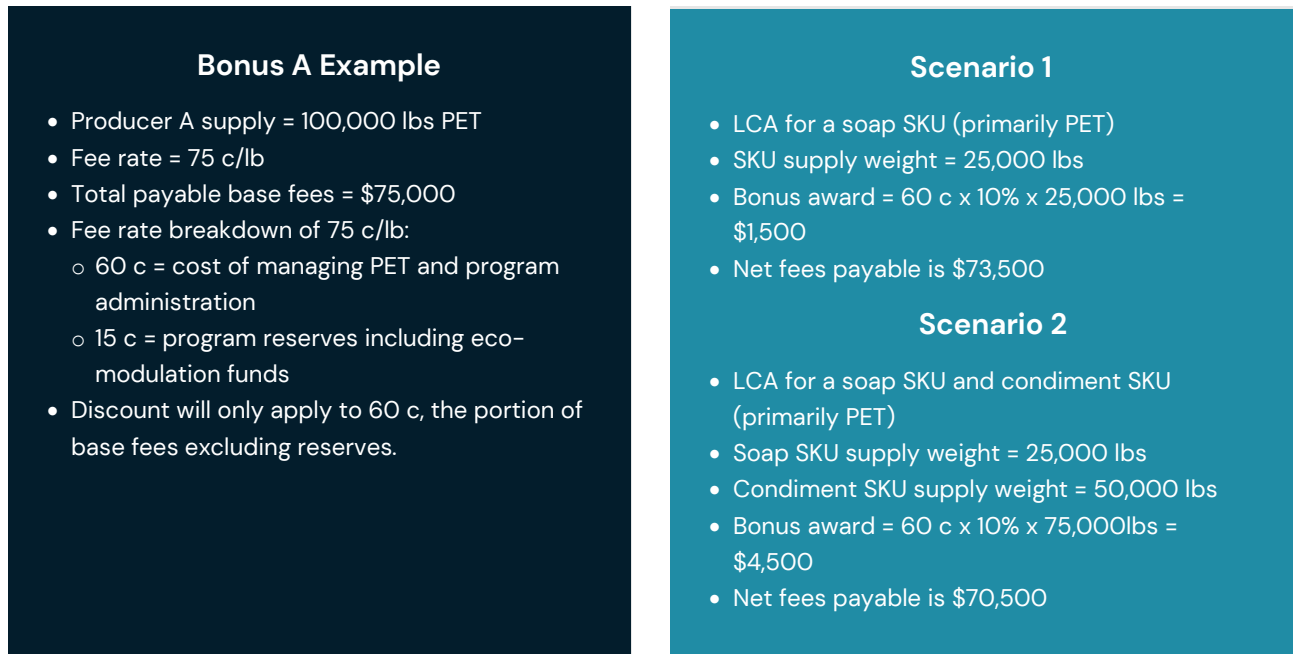 Bonus A Example
• Producer A supply = 100,000 lbs PET
• Fee rate = 75 c/lb
• Total payable base fees = $75,000
• Fee rate breakdown of 75 c/lb:
○ 60 c = cost of managing PET and program
administration
○ 15 c = program reserves including eco-
modulation funds
• Discount will only apply to 60 c, the portion of
base fees excluding reserves.
Scenario 1
• LCA for a soap SKU (primarily PET)
• SKU supply weight = 25,000 lbs
• Bonus award = 60 c x 10% x 25,000 lbs =
$1,500
• Net fees payable is $73,500
Scenario 2
• LCA for a soap SKU and condiment SKU
(primarily PET)
• Soap SKU supply weight = 25,000 lbs
• Condiment SKU supply weight = 50,000 lbs
• Bonus award = 60 c x 10% x 75,000lbs =
$4,500
• Net fees payable is $70,500